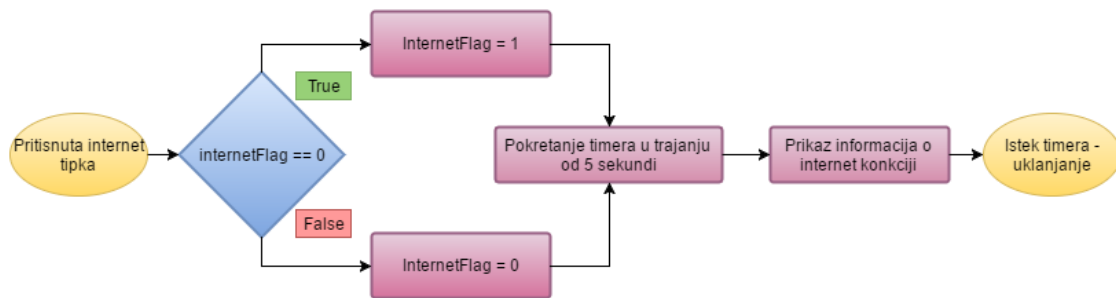 Pritisnuta internet
tipka
internetFlag == 0
True
False
InternetFlag = 1
InternetFlag = 0
Pokretanje timera u trajanju
od 5 sekundi
Prikaz informacija o
internet konkciji
Istek timera -
uklanjanje